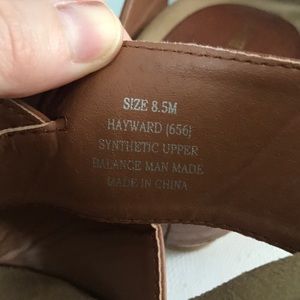 SIZE 8.5M
HAYWARD (656)
SYNTHETIC UPPER
BALANCE MAN MADE
MADE IN CHINA